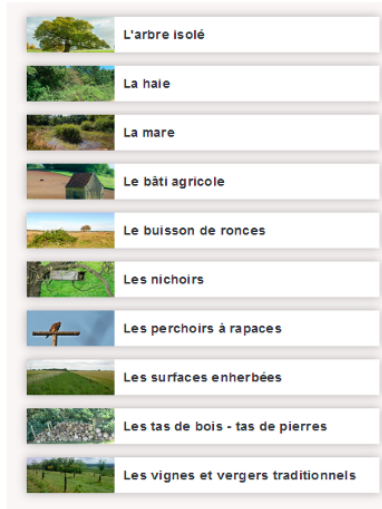 L'arbre isolé
La haie
La mare
Le bâti agricole
Le buisson de ronces
Les nichoirs
Les perchoirs à rapaces
Les surfaces enherbées
Les tas de bois - tas de pierres
Les vignes et vergers traditionnels